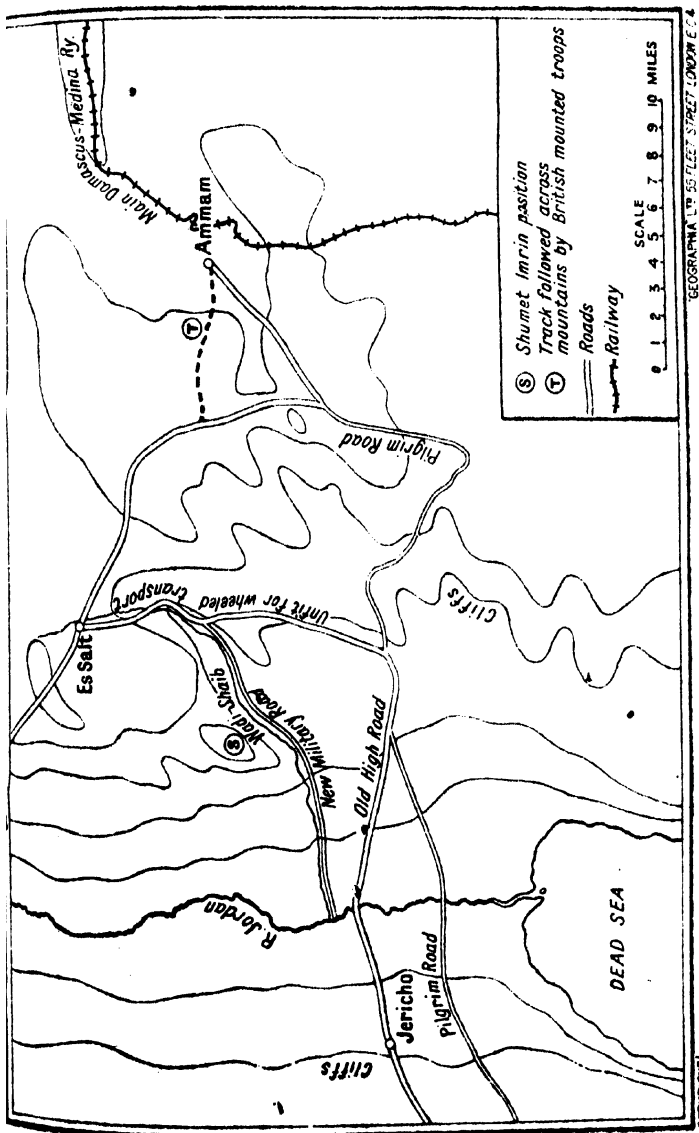 Main Damascus-Medina Ry.
Ammam
T
Es Salt
transport
Unfit for wheeled
Pilgrim Road
Wadi-Shaib
S
New Military Road
Old High Road
Cliffs
R. Jordan
Jericho
Pilgrim Road
Cliffs
DEAD SEA
S Shumet Imrin position
T Track followed across
mountains by British mounted troops
Roads
Railway
SCALE
0 1 2 3 4 5 6 7 8 9 10 MILES
"GEOGRAPHIA" LTD 55 FLEET STREET LONDON E.C.4